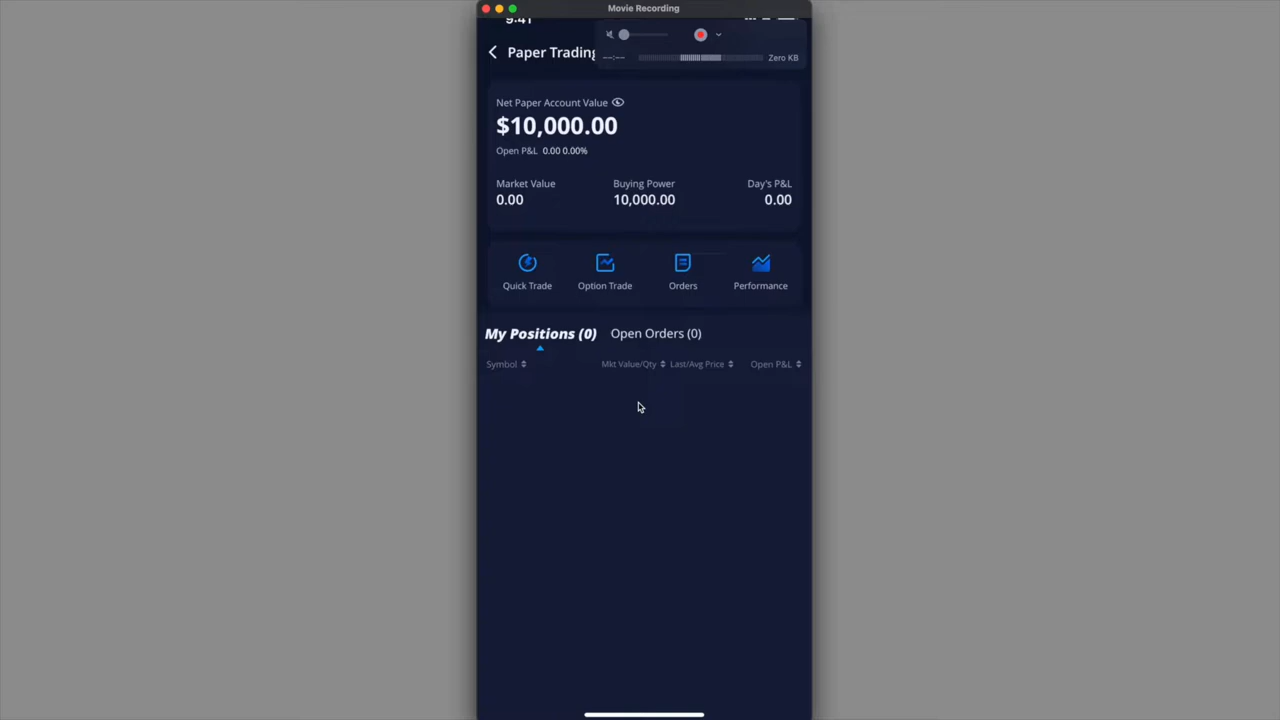 Movie Recording
9:41
Paper Trading
--:--
Zero KB
Net Paper Account Value
$10,000.00
Open P&L 0.00 0.00%
Market Value Buying Power Day's P&L
0.00 10,000.00 0.00
Quick Trade Option Trade Orders Performance
My Positions (0) Open Orders (0)
Symbol Mkt Value/Qty Last/Avg Price Open P&L